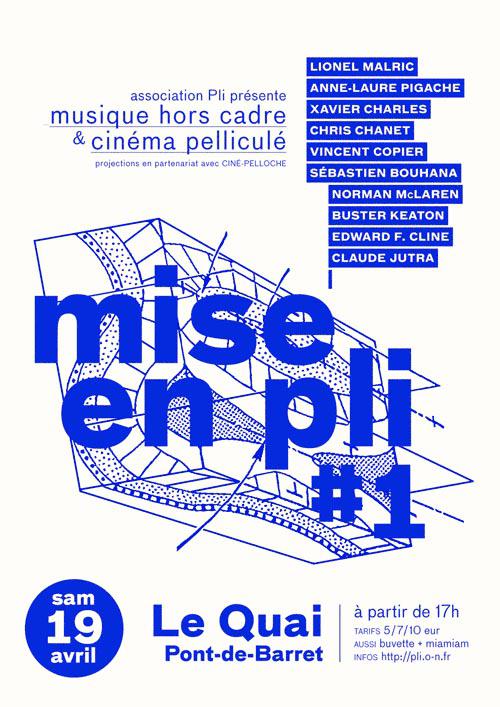 association Pli présente
musique hors cadre
& cinéma pelliculé
projections en partenariat avec CINÉ-PELLOCHE
LIONEL MALRIC
ANNE-LAURE PIGACHE
XAVIER CHARLES
CHRIS CHANET
VINCENT COPIER
SÉBASTIEN BOUHANA
NORMAN McLAREN
BUSTER KEATON
EDWARD F. CLINE
CLAUDE JUTRA
mise
en pli
#1
sam
19
avril
Le Quai
Pont-de-Barret
à partir de 17h
TARIFS 5/7/10 eur
AUSSI buvette + miamiam
INFOS http://pli.o-n.fr